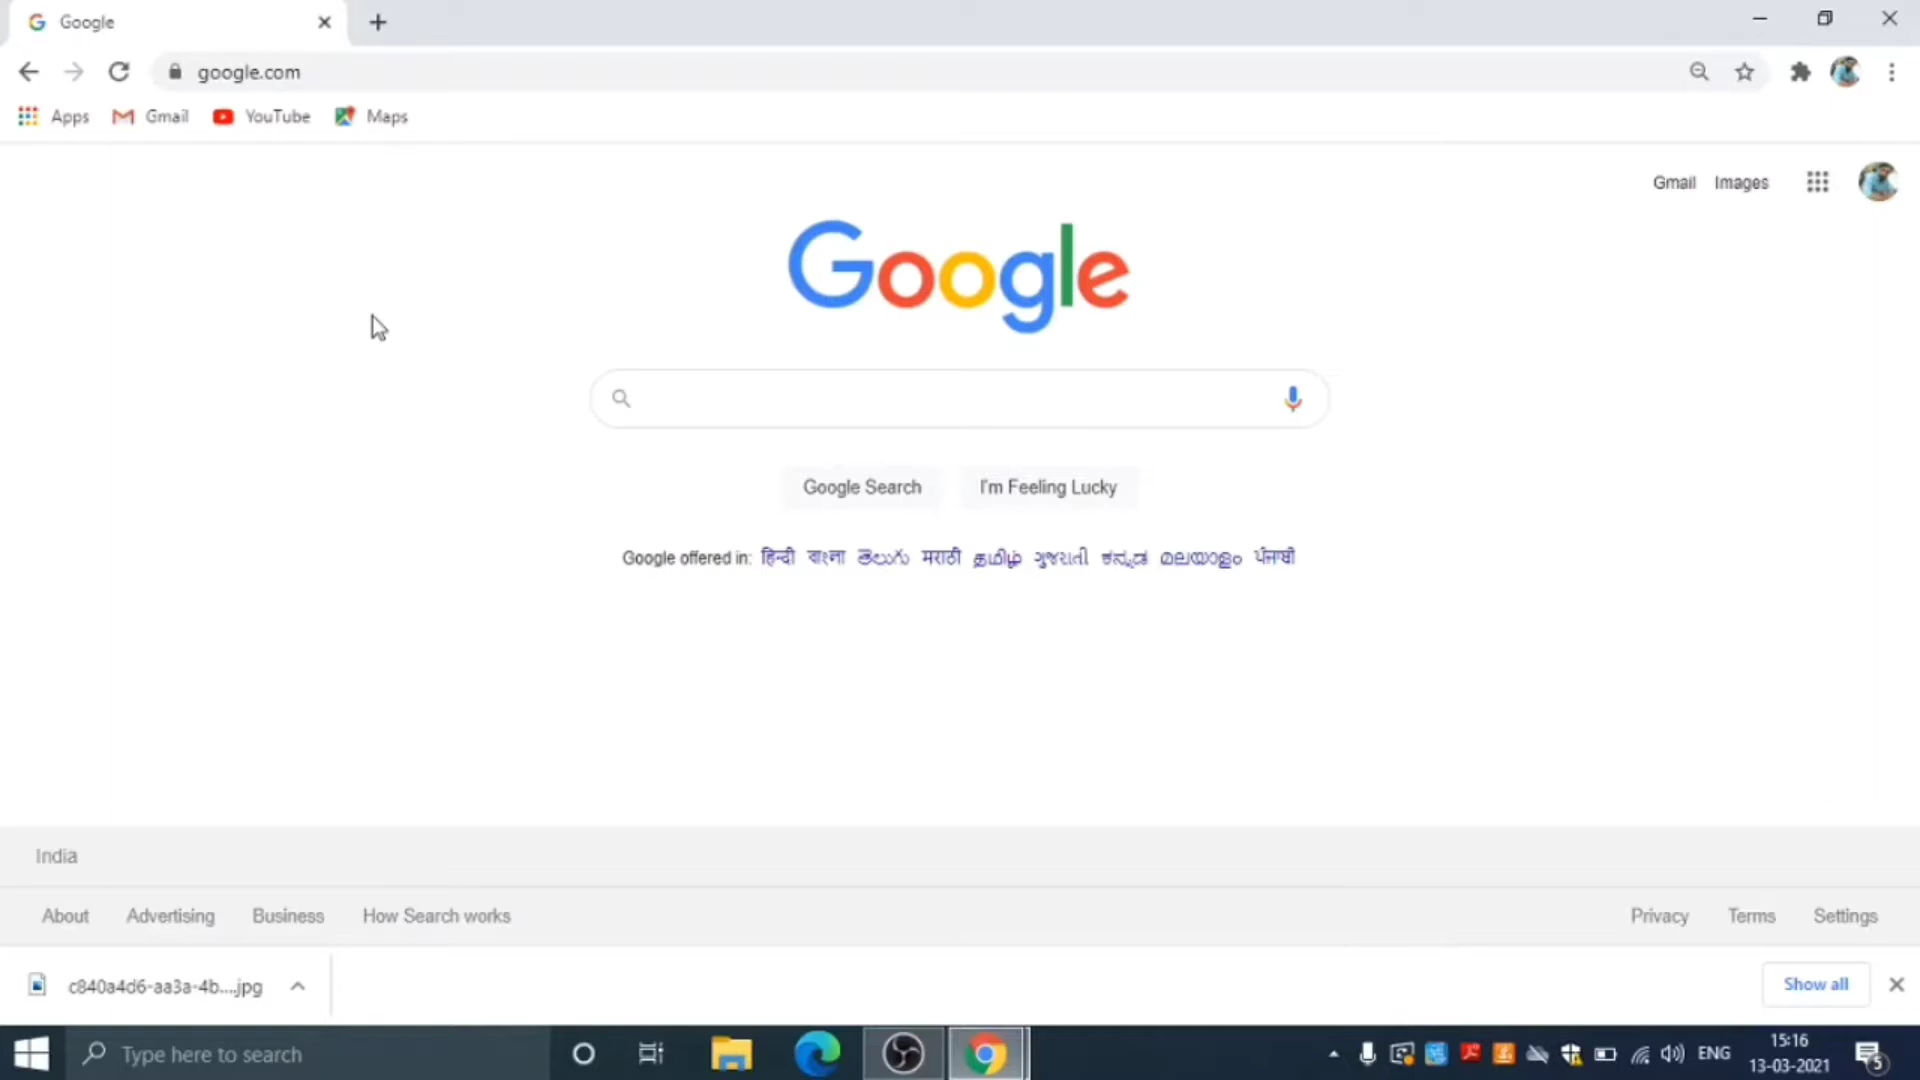 Google
google.com
Apps Gmail YouTube Maps
Gmail Images
Google
Google Search I'm Feeling Lucky
Google offered in: हिन्दी বাংলা తెలుగు मराठी தமிழ் ગુજરાતી ಕನ್ನಡ മലയാളം ਪੰਜਾਬੀ
India
About Advertising Business How Search works Privacy Terms Settings
c840a4d6-aa3a-4b....jpg Show all
Type here to search ENG 15:16
13-03-2021 5